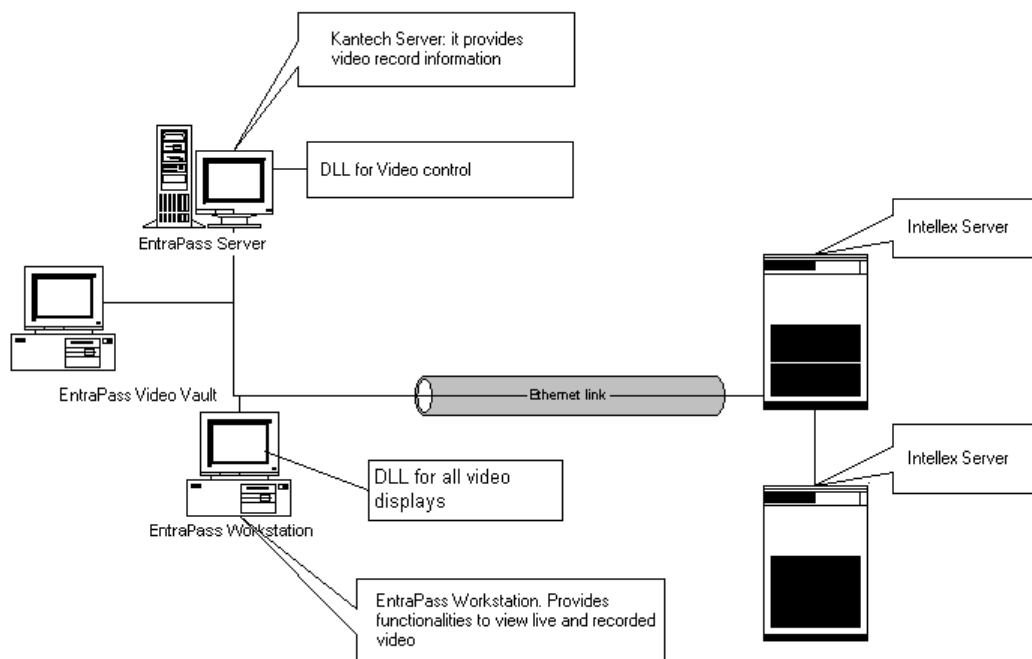 Kantech Server: it provides
video record information
DLL for Video control
EntraPass Server
Intellex Server
EntraPass Video Vault
Ethernet link
Intellex Server
DLL for all video
displays
EntraPass Workstation
EntraPass Workstation. Provides
functionalities to view live and recorded
video